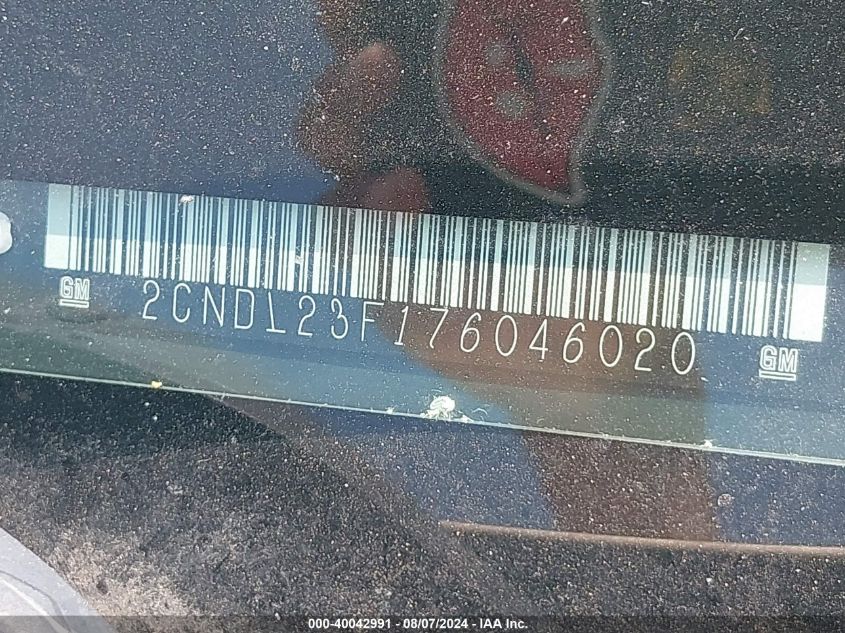 GM 2CNDL23F176046020 GM
000-40042991 - 08/07/2024 - IAA Inc.